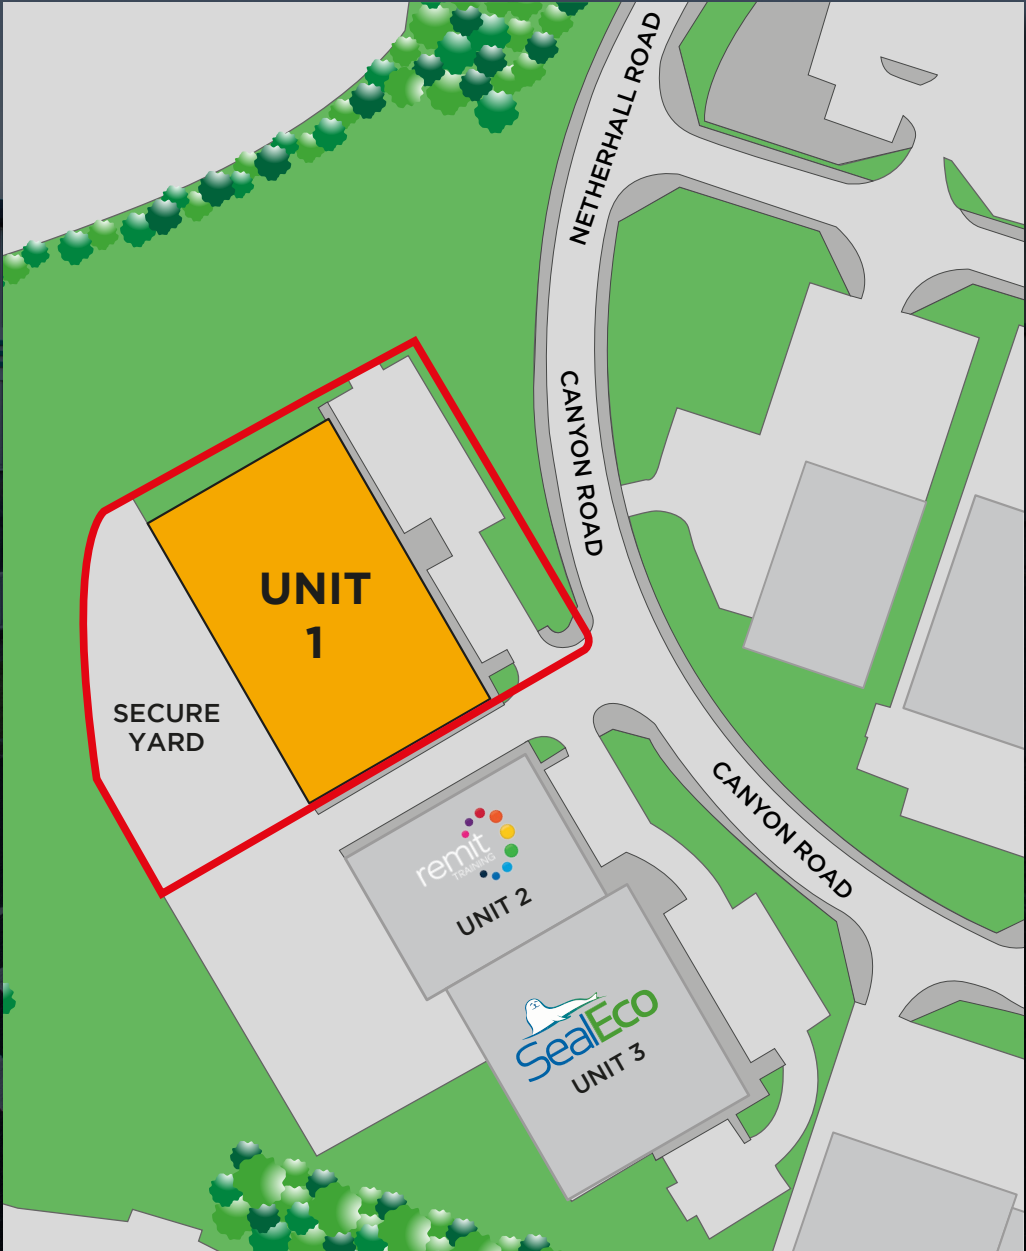 NETHERHALL ROAD
CANYON ROAD
UNIT
1
SECURE
YARD
CANYON ROAD
remit
TRAINING
UNIT 2
SealEco
UNIT 3